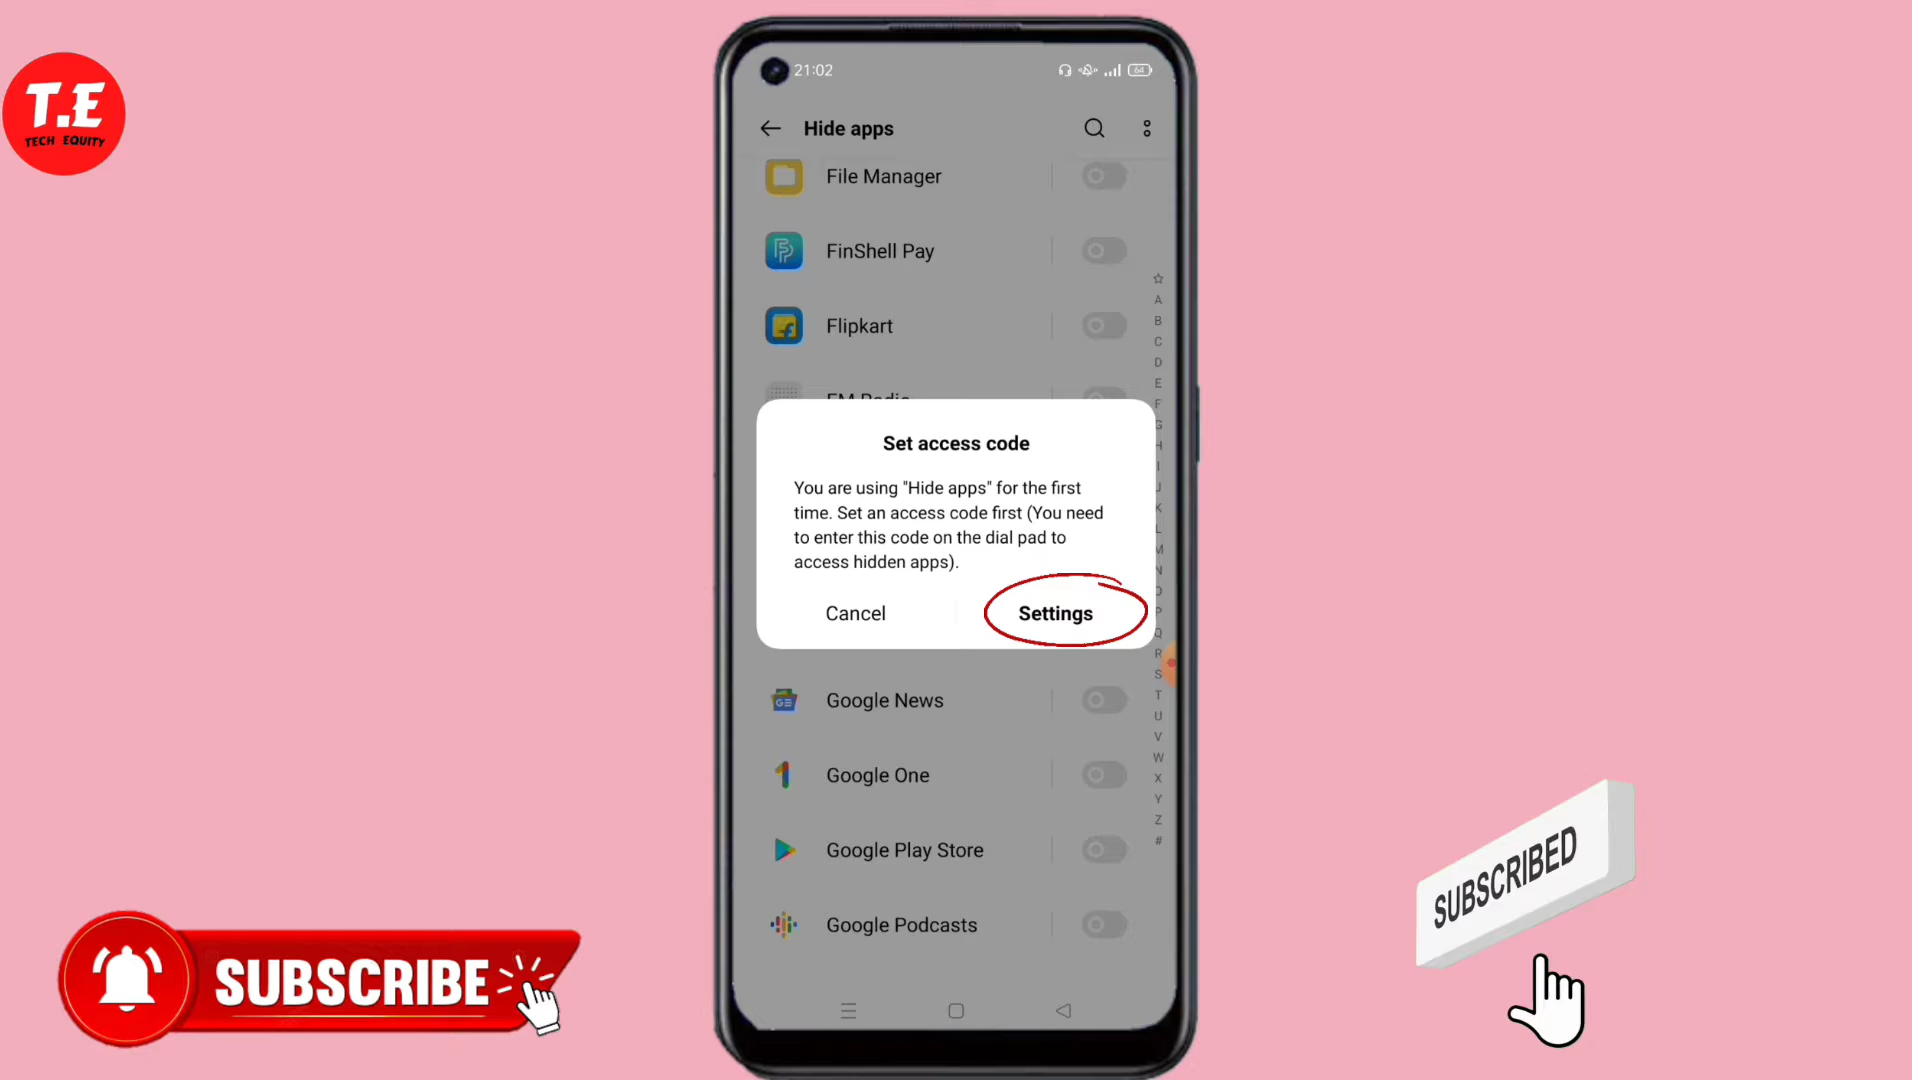 T.E
TECH EQUITY
21:02
64
Hide apps
File Manager
FinShell Pay
Flipkart
FM Radio
Set access code
You are using "Hide apps" for the first
time. Set an access code first (You need
to enter this code on the dial pad to
access hidden apps).
Cancel
Settings
Google News
Google One
Google Play Store
Google Podcasts
A
B
C
D
E
F
G
H
I
J
K
L
M
N
O
P
Q
R
S
T
U
V
W
X
Y
Z
#
SUBSCRIBE
SUBSCRIBED